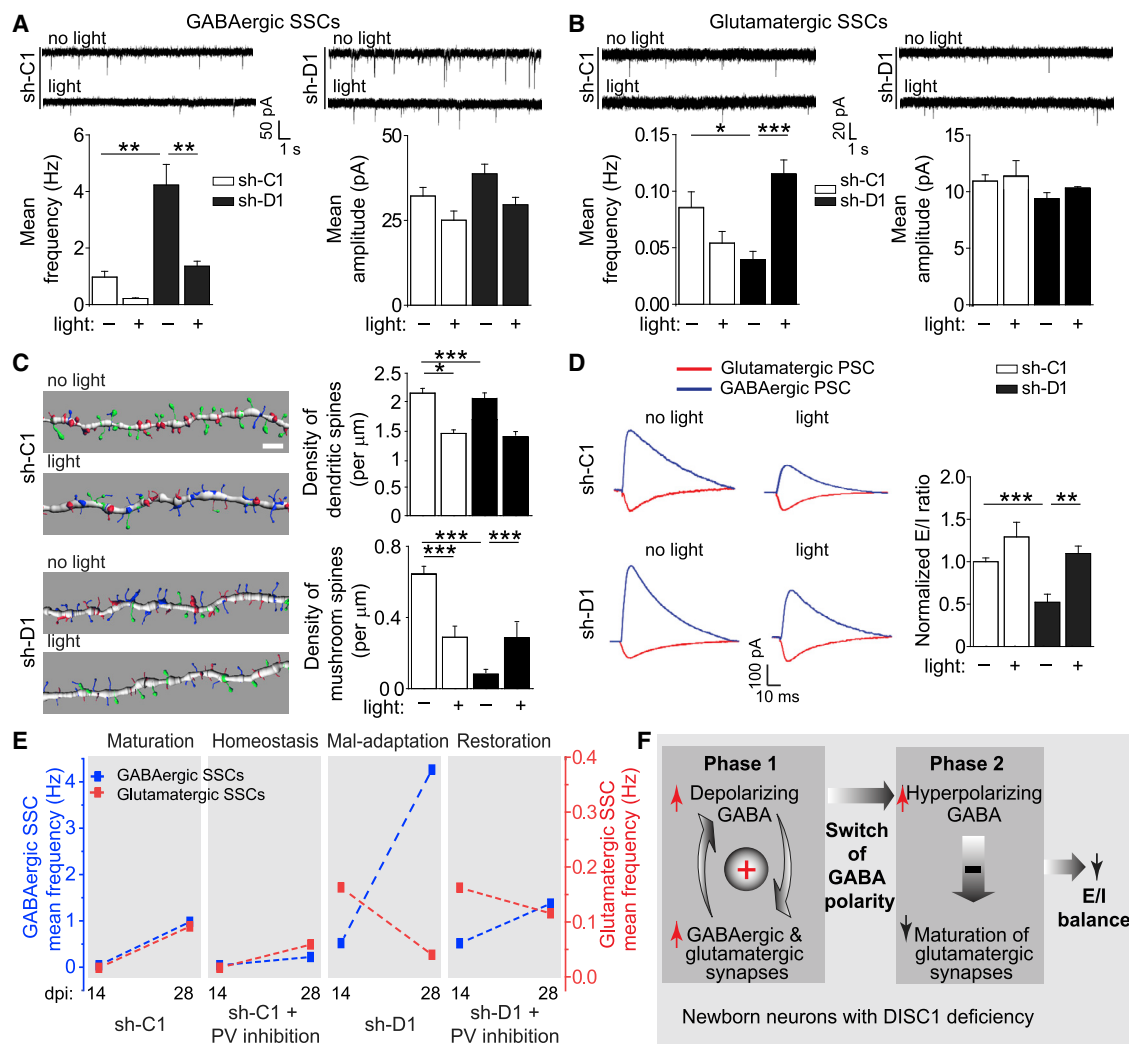 A
GABAergic SSCs
no light
sh-C1
light
no light
sh-D1
light
50 pA
1 s
Mean
frequency (Hz)
6
4
2
0
**
**
sh-C1
sh-D1
light:
–
+
–
+
Mean
amplitude (pA)
50
25
0
light:
–
+
–
+
B
Glutamatergic SSCs
no light
sh-C1
light
no light
sh-D1
light
20 pA
1 s
Mean
frequency (Hz)
0.15
0.10
0.05
0.00
*
***
sh-C1
sh-D1
light:
–
+
–
+
Mean
amplitude (pA)
15
10
5
0
light:
–
+
–
+
C
no light
sh-C1
light
no light
sh-D1
light
Density of
dendritic spines
(per µm)
2.5
2
1.5
1
0
***
*
Density of
mushroom spines
(per µm)
0.8
0.4
0.0
***
***
***
light:
–
+
–
+
D
Glutamatergic PSC
GABAergic PSC
sh-C1
sh-D1
no light
light
sh-C1
no light
light
sh-D1
100 pA
10 ms
Normalized E/I ratio
1.5
1.0
0.5
0
***
**
light:
–
+
–
+
E
Maturation
Homeostasis
Mal-adaptation
Restoration
GABAergic SSCs
Glutamatergic SSCs
GABAergic SSC
mean frequency (Hz)
4
3
2
1
0
Glutamatergic SSC
mean frequency (Hz)
0.4
0.3
0.2
0.1
0.0
dpi:
14
28
14
28
14
28
14
28
sh-C1
sh-C1 +
PV inhibition
sh-D1
sh-D1 +
PV inhibition
F
Phase 1
Depolarizing
GABA
+
GABAergic &
glutamatergic
synapses
Switch
of
GABA
polarity
Phase 2
Hyperpolarizing
GABA
-
Maturation of
glutamatergic
synapses
E/I
balance
Newborn neurons with DISC1 deficiency